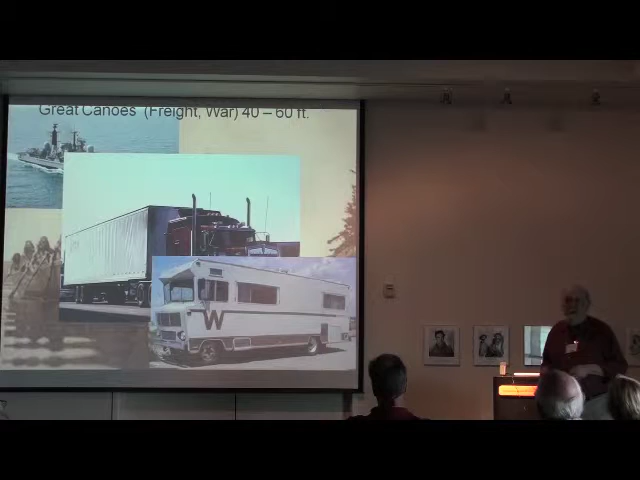 Great Canoes (Freight, War) 40 – 60 ft.
W